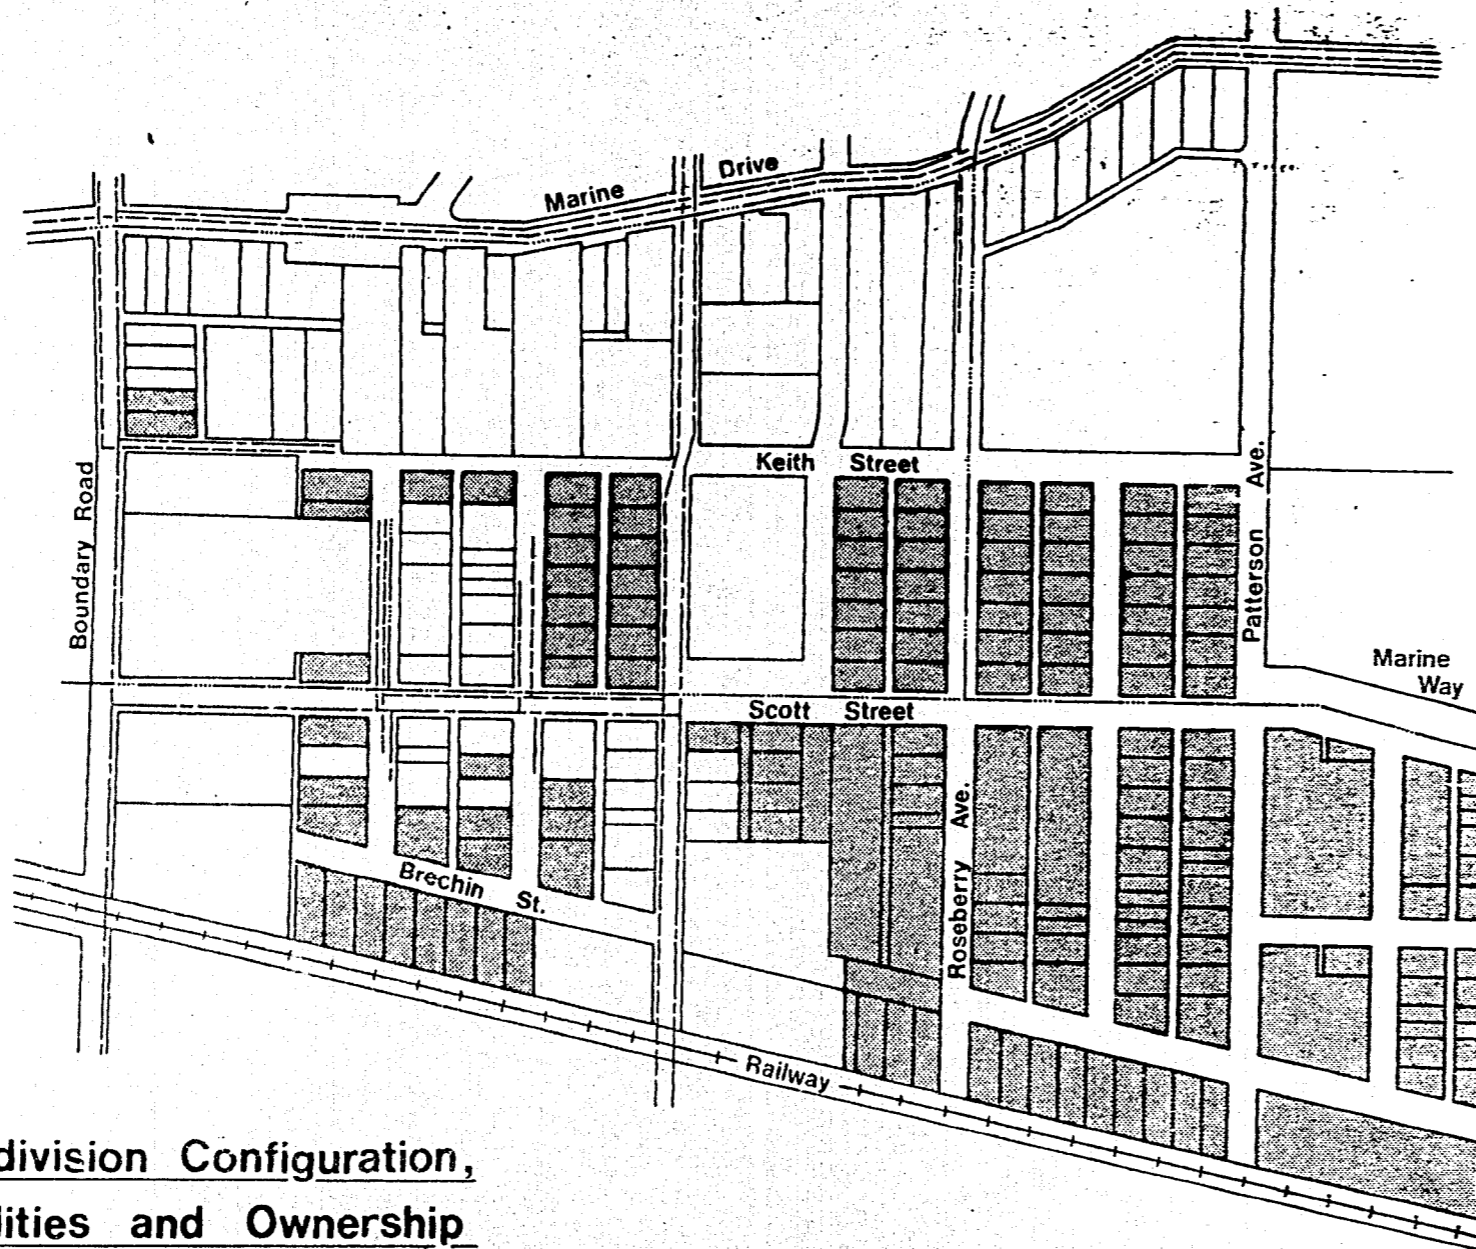 Marine Drive
Keith Street
Boundary Road
Patterson Ave.
Marine
Way
Scott Street
Roseberry Ave.
Brechin St.
Railway
division Configuration,
lities and Ownership